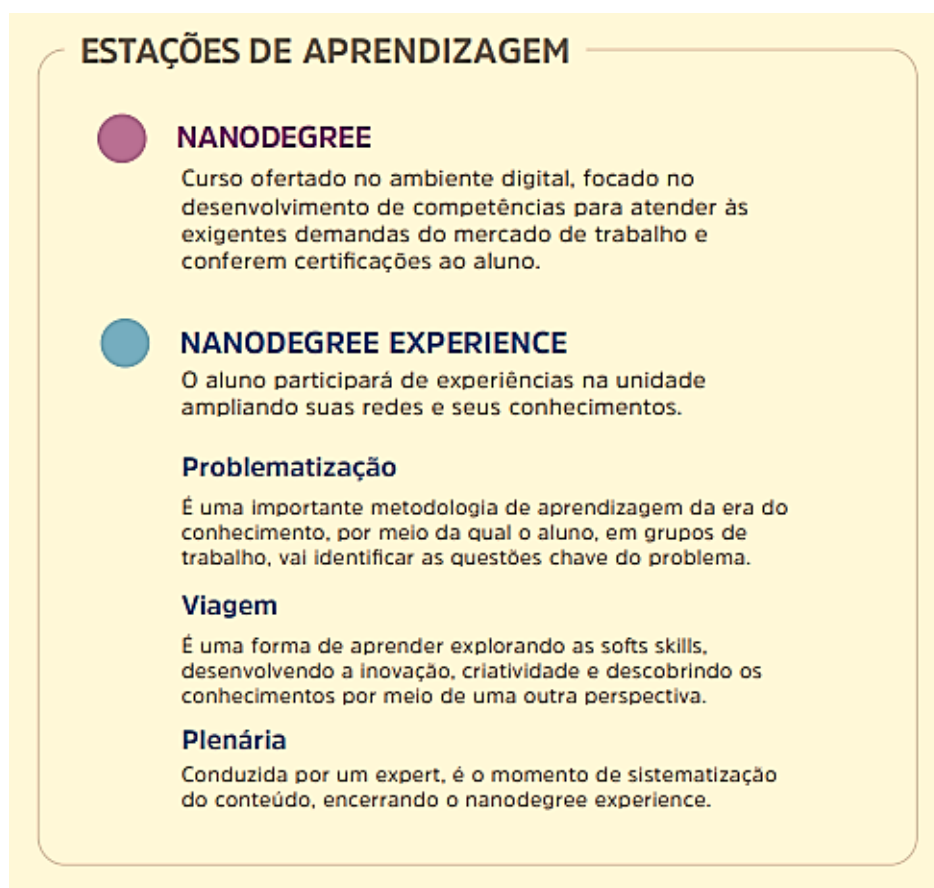 ESTAÇÕES DE APRENDIZAGEM
NANODEGREE
Curso ofertado no ambiente digital, focado no
desenvolvimento de competências para atender às
exigentes demandas do mercado de trabalho e
conferem certificações ao aluno.
NANODEGREE EXPERIENCE
O aluno participará de experiências na unidade
ampliando suas redes e seus conhecimentos.
Problematização
É uma importante metodologia de aprendizagem da era do
conhecimento, por meio da qual o aluno, em grupos de
trabalho, vai identificar as questões chave do problema.
Viagem
É uma forma de aprender explorando as softs skills,
desenvolvendo a inovação, criatividade e descobrindo os
conhecimentos por meio de uma outra perspectiva.
Plenária
Conduzida por um expert, é o momento de sistematização
do conteúdo, encerrando o nanodegree experience.